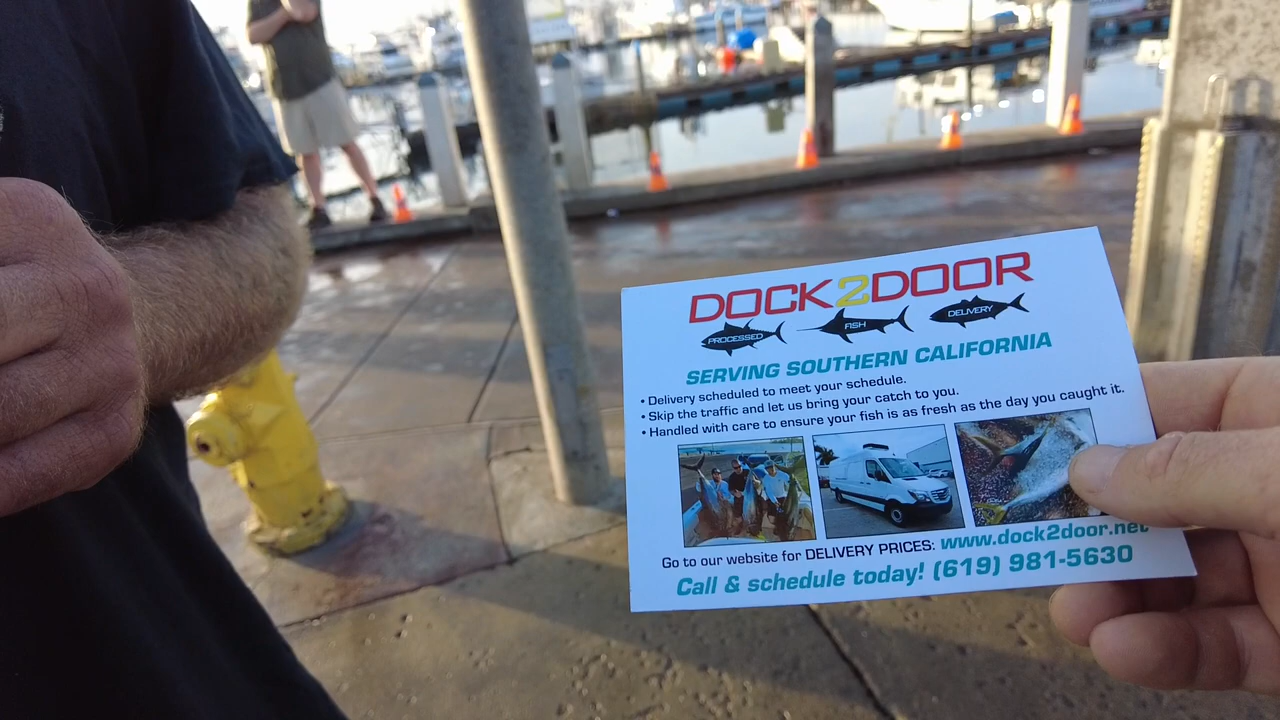 DOCK2DOOR
PROCESSED FISH DELIVERY
SERVING SOUTHERN CALIFORNIA
• Delivery scheduled to meet your schedule.
• Skip the traffic and let us bring your catch to you.
• Handled with care to ensure your fish is as fresh as the day you caught it.
Go to our website for DELIVERY PRICES: www.dock2door.net
Call & schedule today! (619) 981-5630